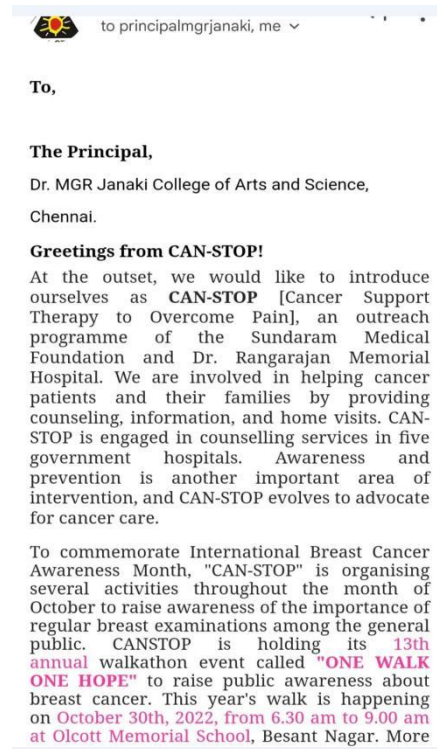 to principalmgrjanaki, me
To,
The Principal,
Dr. MGR Janaki College of Arts and Science,
Chennai.
Greetings from CAN-STOP!
At the outset, we would like to introduce
ourselves as CAN-STOP [Cancer Support
Therapy to Overcome Pain], an outreach
programme of the Sundaram Medical
Foundation and Dr. Rangarajan Memorial
Hospital. We are involved in helping cancer
patients and their families by providing
counseling, information, and home visits. CAN-
STOP is engaged in counselling services in five
government hospitals. Awareness and
prevention is another important area of
intervention, and CAN-STOP evolves to advocate
for cancer care.
To commemorate International Breast Cancer
Awareness Month, "CAN-STOP" is organising
several activities throughout the month of
October to raise awareness of the importance of
regular breast examinations among the general
public. CANSTOP is holding its 13th
annual walkathon event called "ONE WALK
ONE HOPE" to raise public awareness about
breast cancer. This year's walk is happening
on October 30th, 2022, from 6.30 am to 9.00 am
at Olcott Memorial School, Besant Nagar. More